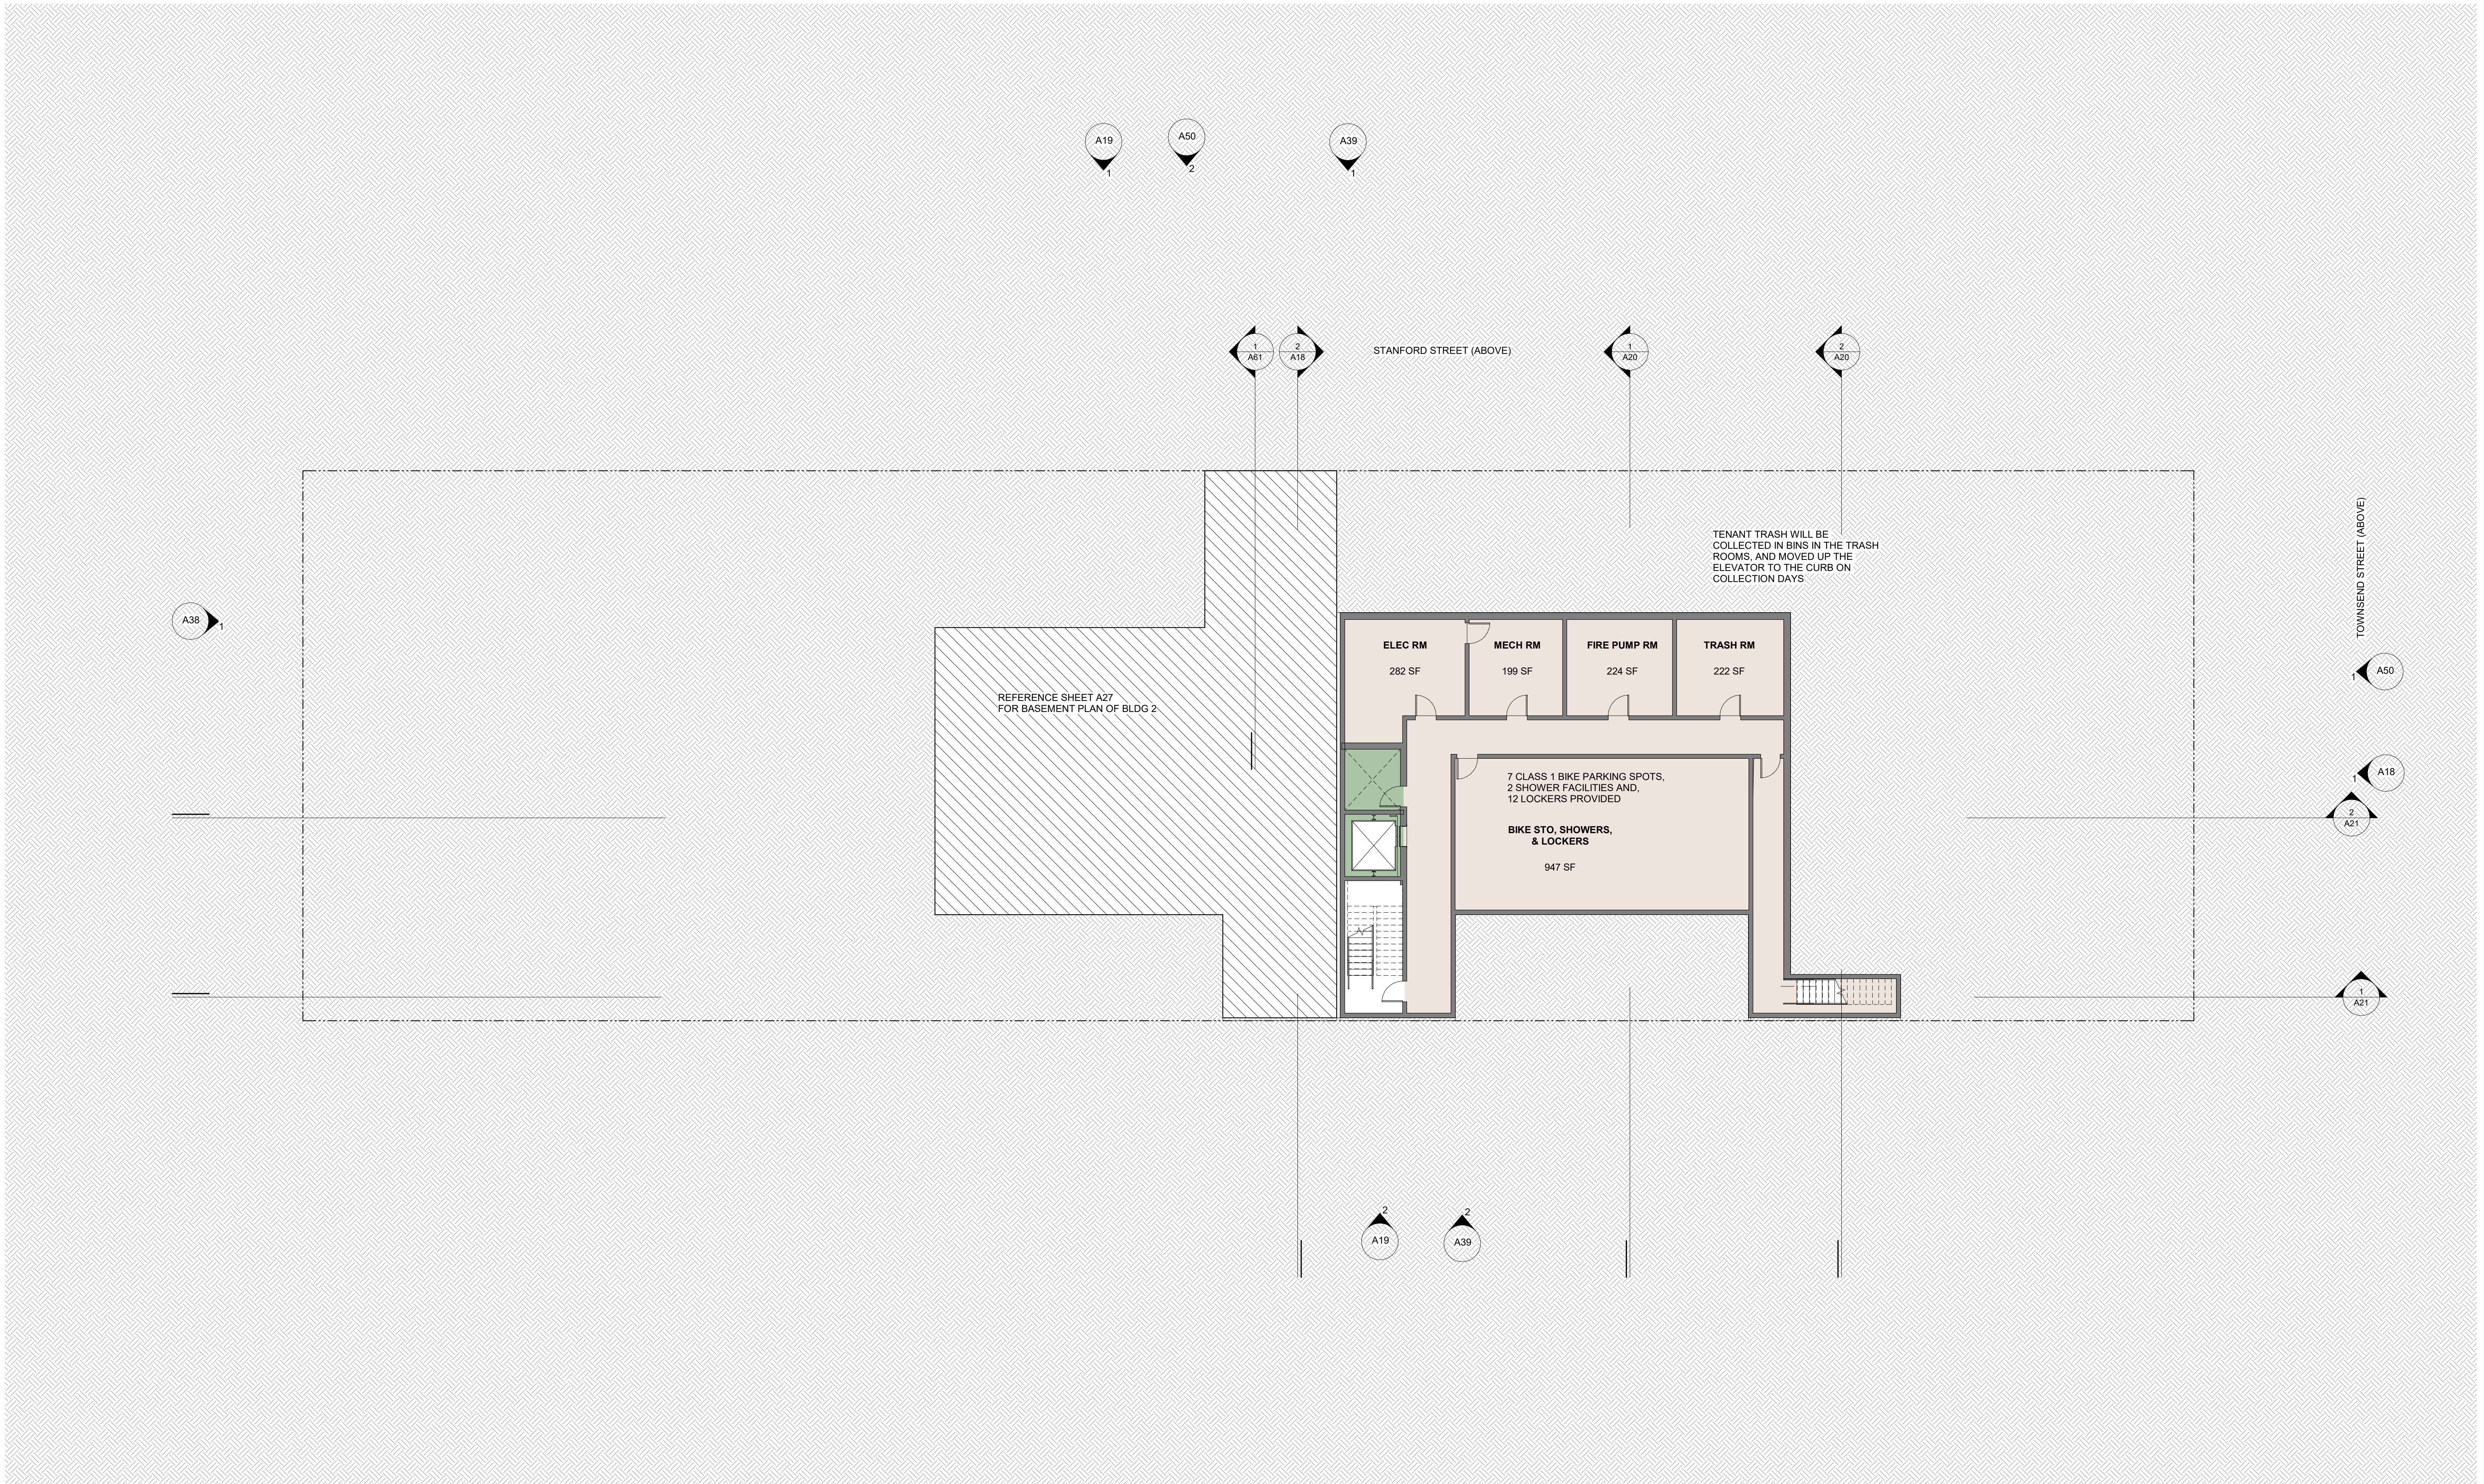 A19
1
A50
2
A39
1
1
A61
2
A18
STANFORD STREET (ABOVE)
1
A20
2
A20
TOWNSEND STREET (ABOVE)
TENANT TRASH WILL BE
COLLECTED IN BINS IN THE TRASH
ROOMS, AND MOVED UP THE
ELEVATOR TO THE CURB ON
COLLECTION DAYS
A38
1
ELEC RM
282 SF
MECH RM
199 SF
FIRE PUMP RM
224 SF
TRASH RM
222 SF
A50
1
REFERENCE SHEET A27
FOR BASEMENT PLAN OF BLDG 2
7 CLASS 1 BIKE PARKING SPOTS,
2 SHOWER FACILITIES AND,
12 LOCKERS PROVIDED
BIKE STO, SHOWERS,
& LOCKERS
947 SF
A18
1
2
A21
1
A21
2
A19
2
A39